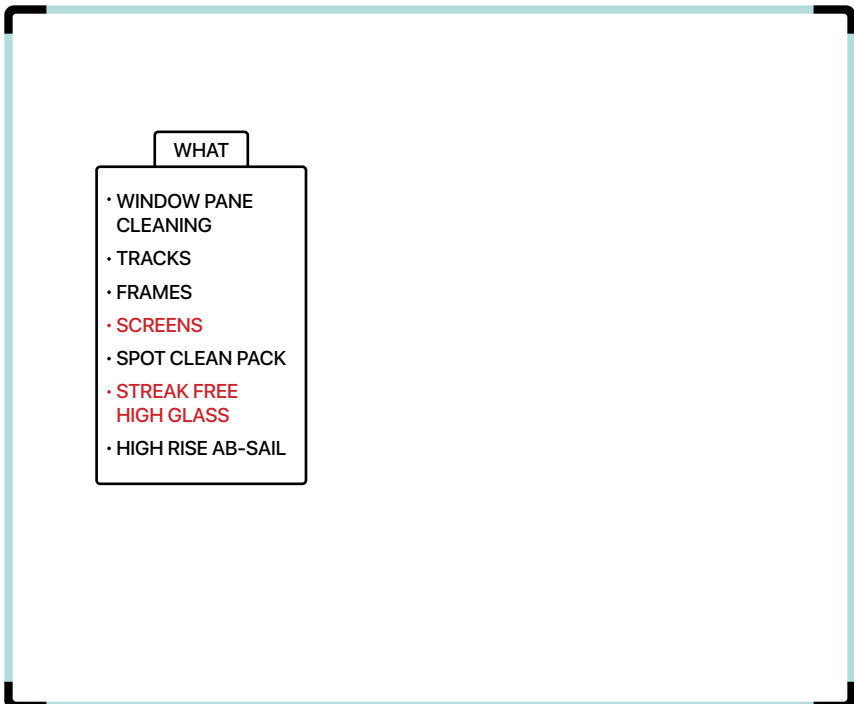 WHAT
· WINDOW PANE
CLEANING
· TRACKS
· FRAMES
· SCREENS
· SPOT CLEAN PACK
· STREAK FREE
HIGH GLASS
· HIGH RISE AB-SAIL